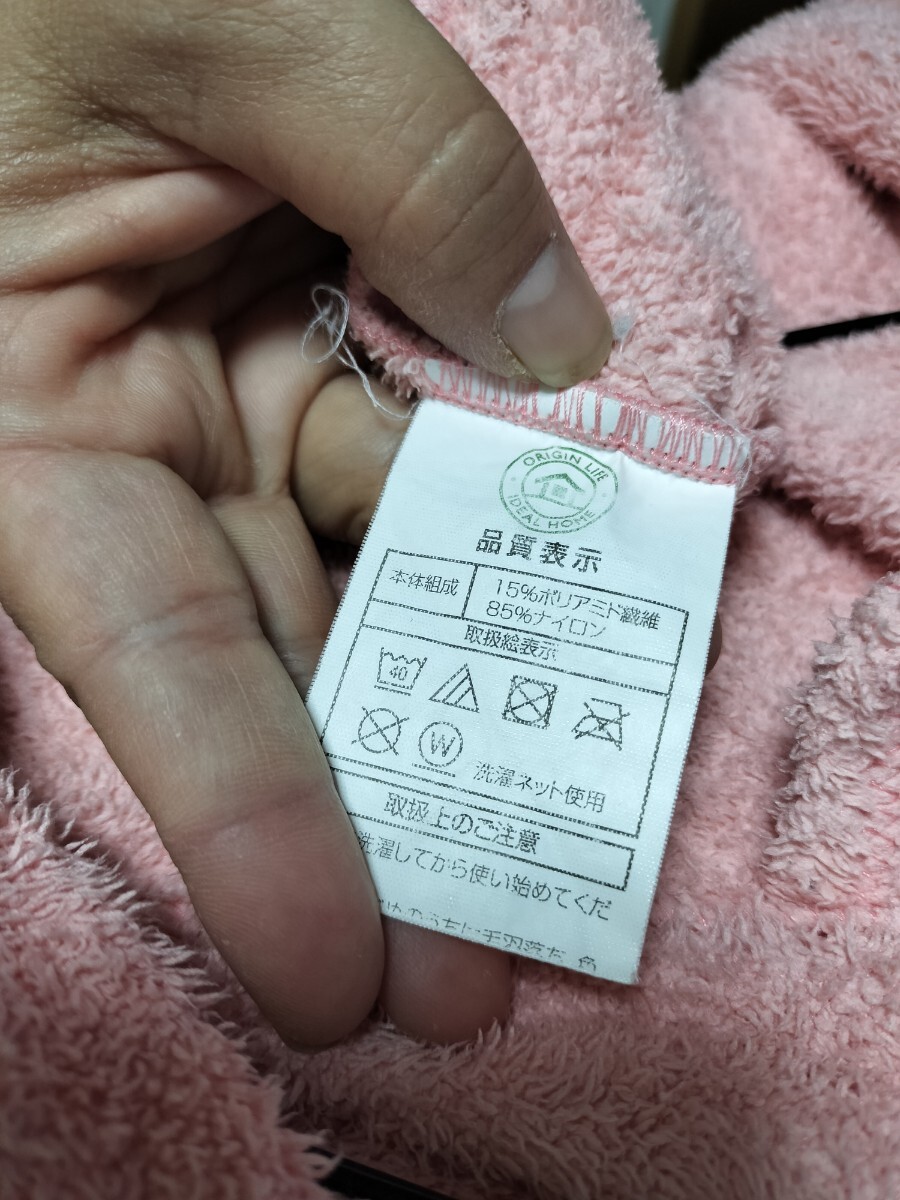 ORIGIN LIFE
IDEAL HOME
品質表示
本体組成
15%ポリアミド繊維
85%ナイロン
取扱絵表示
40
W
洗濯ネット使用
取扱上のご注意
洗濯してから使い始めてくだ